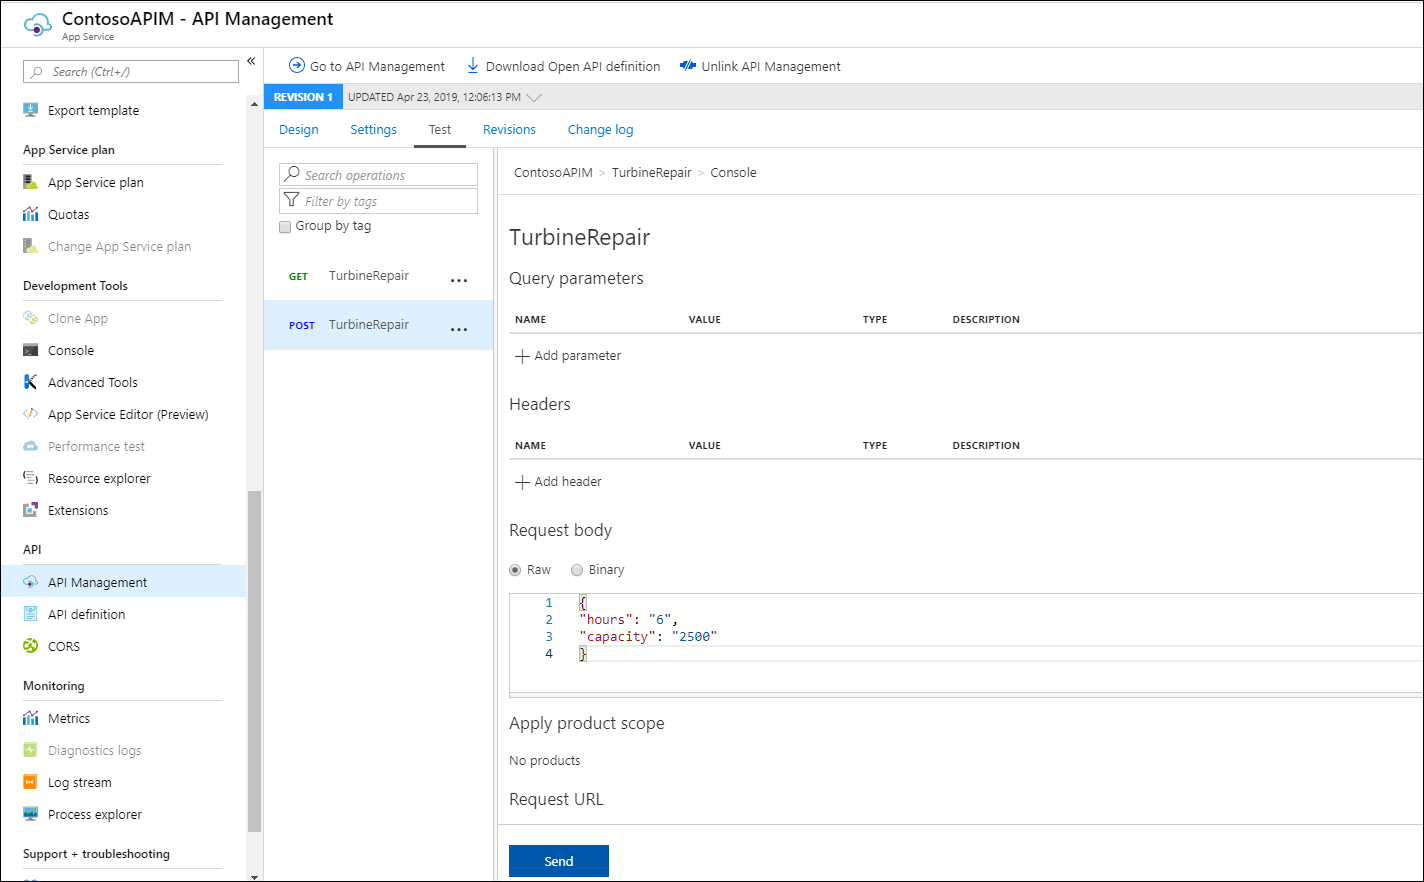 ContosoAPIM - API Management
App Service
Search (Ctrl+/)
«
Export template
App Service plan
App Service plan
Quotas
Change App Service plan
Development Tools
Clone App
Console
Advanced Tools
App Service Editor (Preview)
Performance test
Resource explorer
Extensions
API
API Management
API definition
CORS
Monitoring
Metrics
Diagnostics logs
Log stream
Process explorer
Support + troubleshooting
Go to API Management Download Open API definition Unlink API Management
REVISION 1 UPDATED Apr 23, 2019, 12:06:13 PM
Design Settings Test Revisions Change log
Search operations
Filter by tags
Group by tag
GET TurbineRepair ...
POST TurbineRepair ...
ContosoAPIM > TurbineRepair > Console
TurbineRepair
Query parameters
NAME VALUE TYPE DESCRIPTION
Add parameter
Headers
NAME VALUE TYPE DESCRIPTION
Add header
Request body
Raw Binary
1 {
2 "hours": "6",
3 "capacity": "2500"
4 }
Apply product scope
No products
Request URL
Send